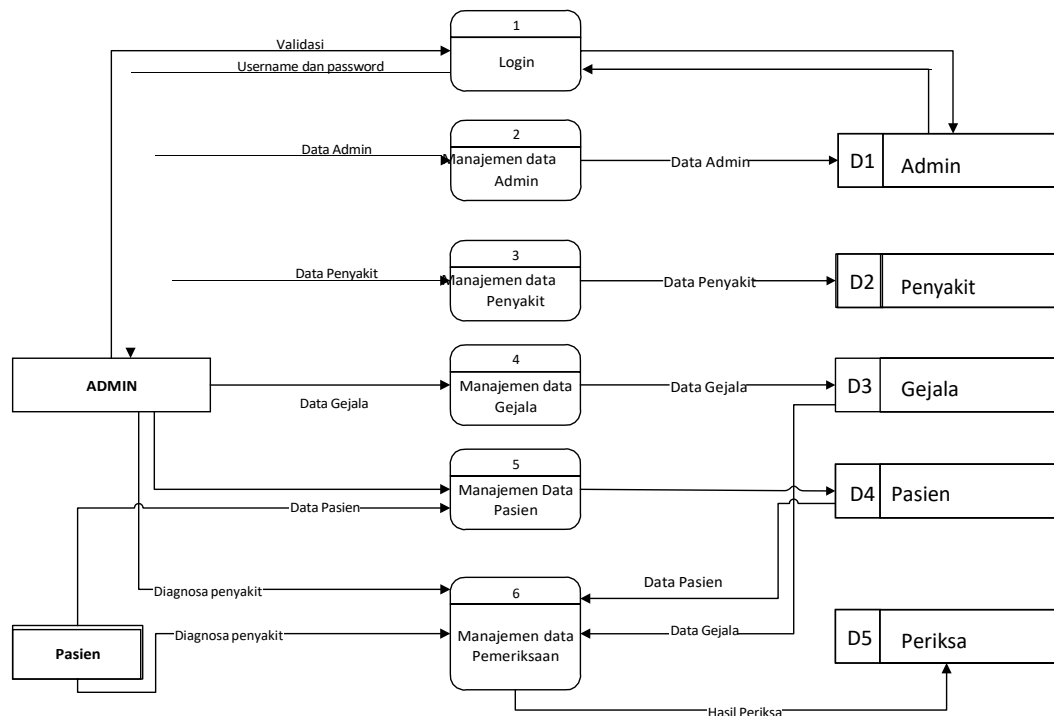 1
Validasi
Login
Username dan password
2
Data Admin
Manajemen data
Admin
Data Admin
D1
Admin
3
Data Penyakit
Manajemen data
Penyakit
Data Penyakit
D2
Penyakit
4
ADMIN
Manajemen data
Gejala
Data Gejala
Data Gejala
D3
Gejala
5
Manajemen Data
Pasien
Data Pasien
D4
Pasien
Diagnosa penyakit
6
Data Pasien
Pasien
Diagnosa penyakit
Manajemen data
Pemeriksaan
Data Gejala
D5
Periksa
Hasil Periksa